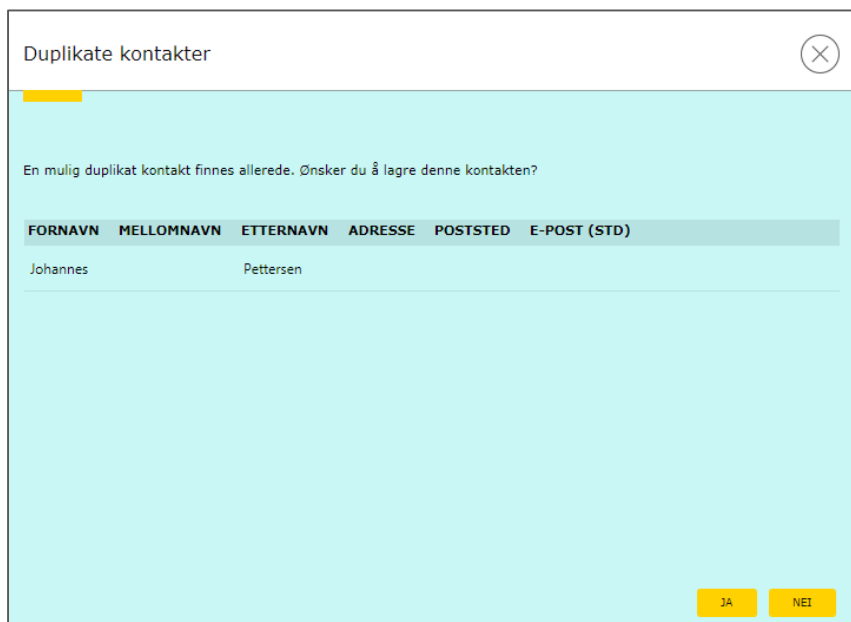 Duplikate kontakter
En mulig duplikat kontakt finnes allerede. Ønsker du å lagre denne kontakten?
FORNAVN MELLOMNAVN ETTERNAVN ADRESSE POSTSTED E-POST (STD)
Johannes Pettersen
JA NEI